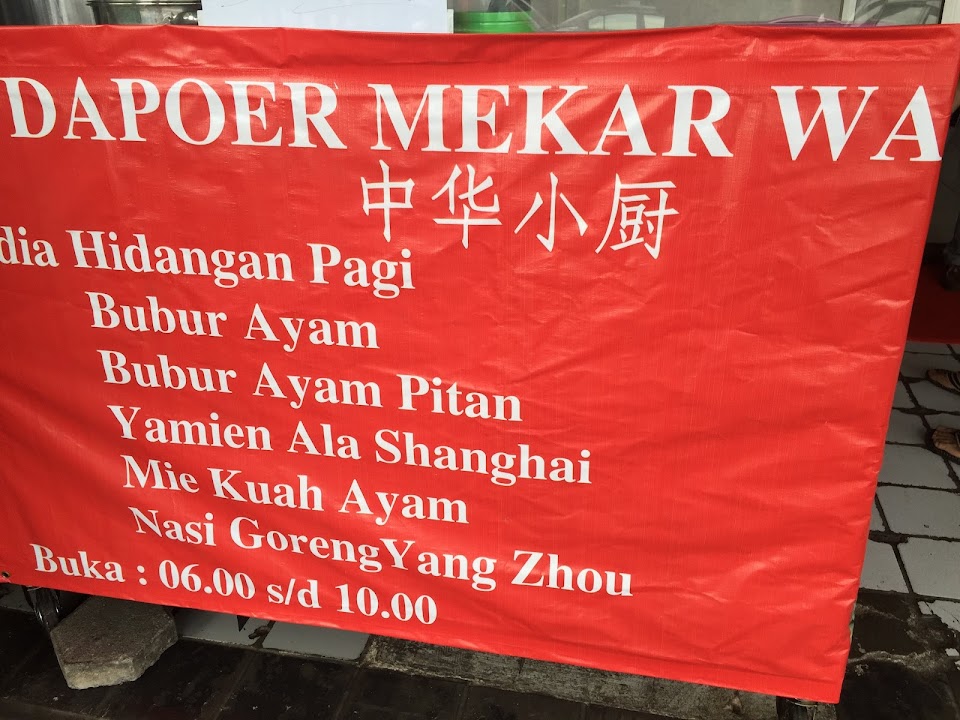 DAPOER MEKAR WA
中华小厨
dia Hidangan Pagi
Bubur Ayam
Bubur Ayam Pitan
Yamien Ala Shanghai
Mie Kuah Ayam
Nasi GorengYang Zhou
Buka : 06.00 s/d 10.00